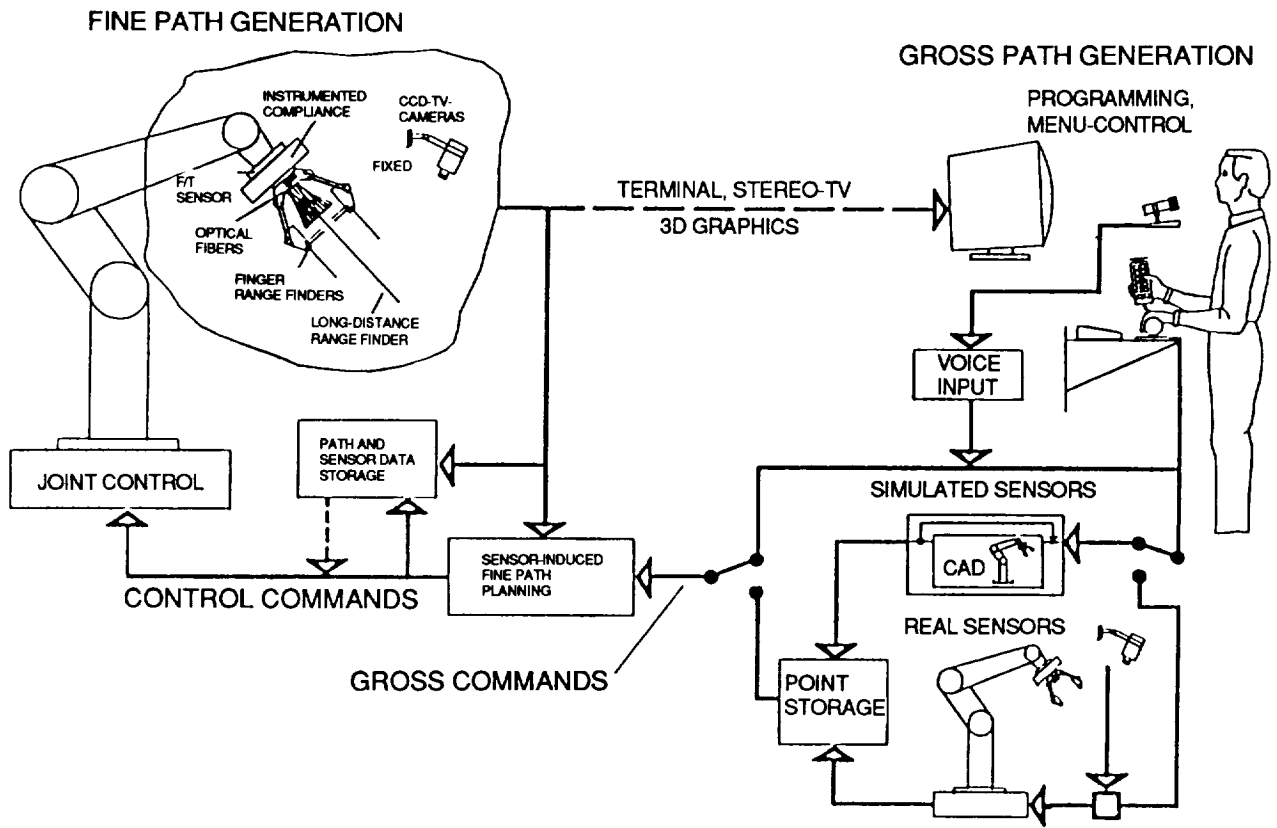 FINE PATH GENERATION
GROSS PATH GENERATION
PROGRAMMING,
MENU-CONTROL
INSTRUMENTED
COMPLIANCE
CCD-TV-
CAMERAS
FIXED
F/T
SENSOR
OPTICAL
FIBERS
FINGER
RANGE FINDERS
LONG-DISTANCE
RANGE FINDER
TERMINAL, STEREO-TV
3D GRAPHICS
VOICE
INPUT
JOINT CONTROL
PATH AND
SENSOR DATA
STORAGE
SENSOR-INDUCED
FINE PATH
PLANNING
CONTROL COMMANDS
GROSS COMMANDS
SIMULATED SENSORS
CAD
REAL SENSORS
POINT
STORAGE